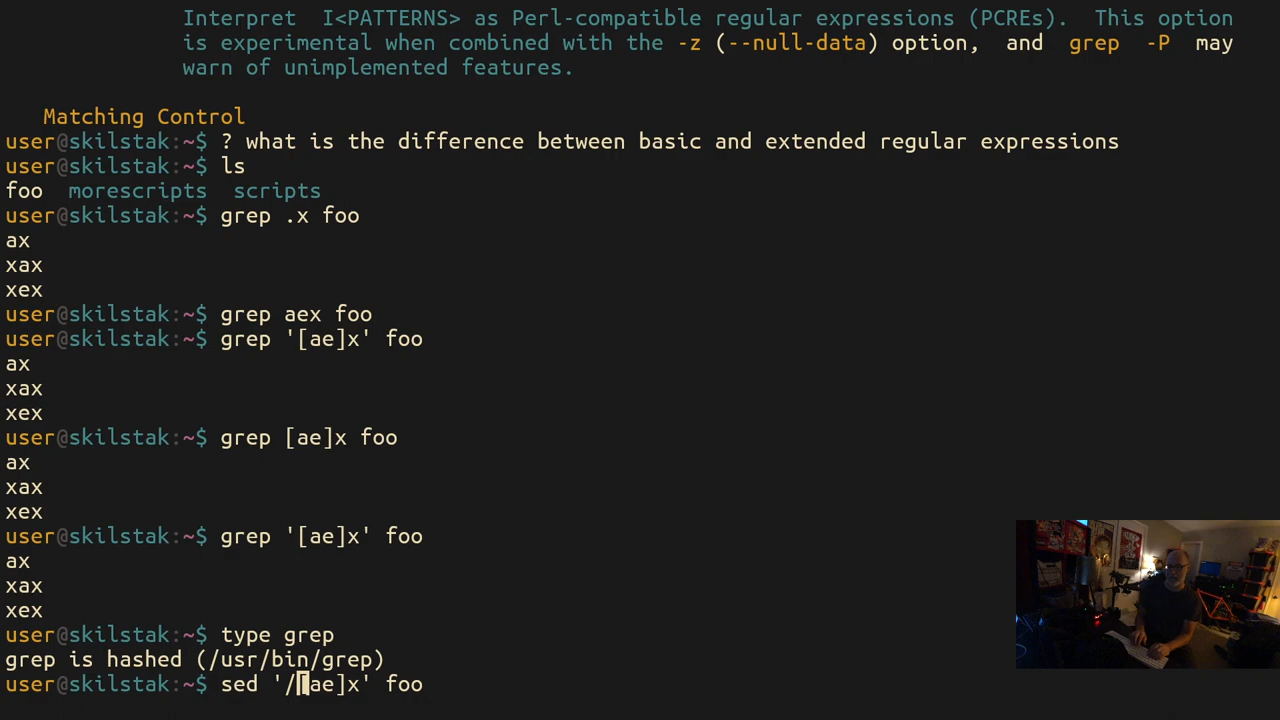 Interpret I<PATTERNS> as Perl-compatible regular expressions (PCREs). This option
is experimental when combined with the -z (--null-data) option, and grep -P may
warn of unimplemented features.
Matching Control
user@skilstak:~$ ? what is the difference between basic and extended regular expressions
user@skilstak:~$ ls
foo morescripts scripts
user@skilstak:~$ grep .x foo
ax
xax
xex
user@skilstak:~$ grep aex foo
user@skilstak:~$ grep '[ae]x' foo
ax
xax
xex
user@skilstak:~$ grep [ae]x foo
ax
xax
xex
user@skilstak:~$ grep '[ae]x' foo
ax
xax
xex
user@skilstak:~$ type grep
grep is hashed (/usr/bin/grep)
user@skilstak:~$ sed '/[ae]x' foo